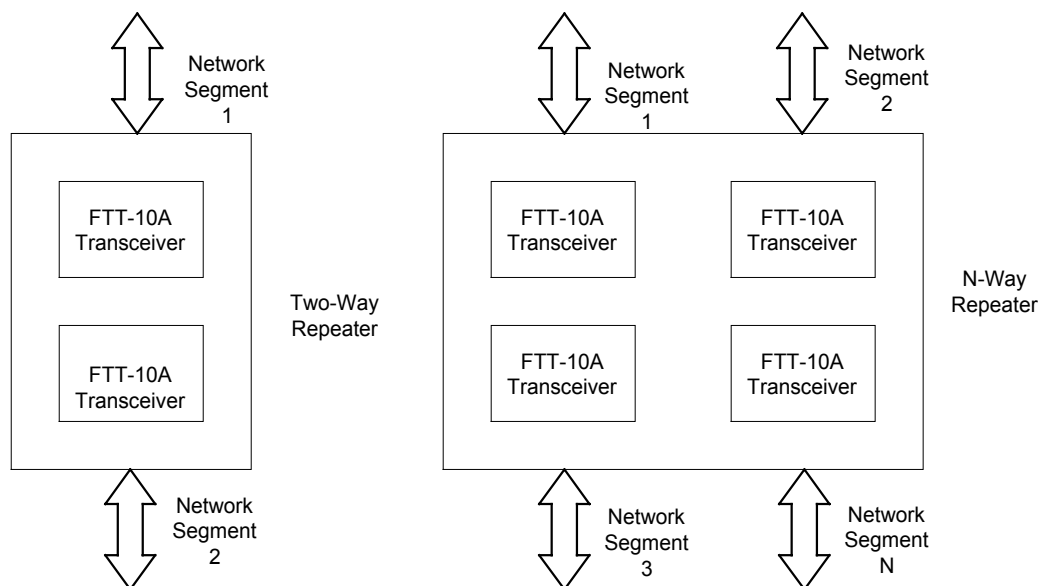 Network
Segment
1
FTT-10A
Transceiver
FTT-10A
Transceiver
Two-Way
Repeater
Network
Segment
2
Network
Segment
1
Network
Segment
2
FTT-10A
Transceiver
FTT-10A
Transceiver
FTT-10A
Transceiver
FTT-10A
Transceiver
N-Way
Repeater
Network
Segment
3
Network
Segment
N